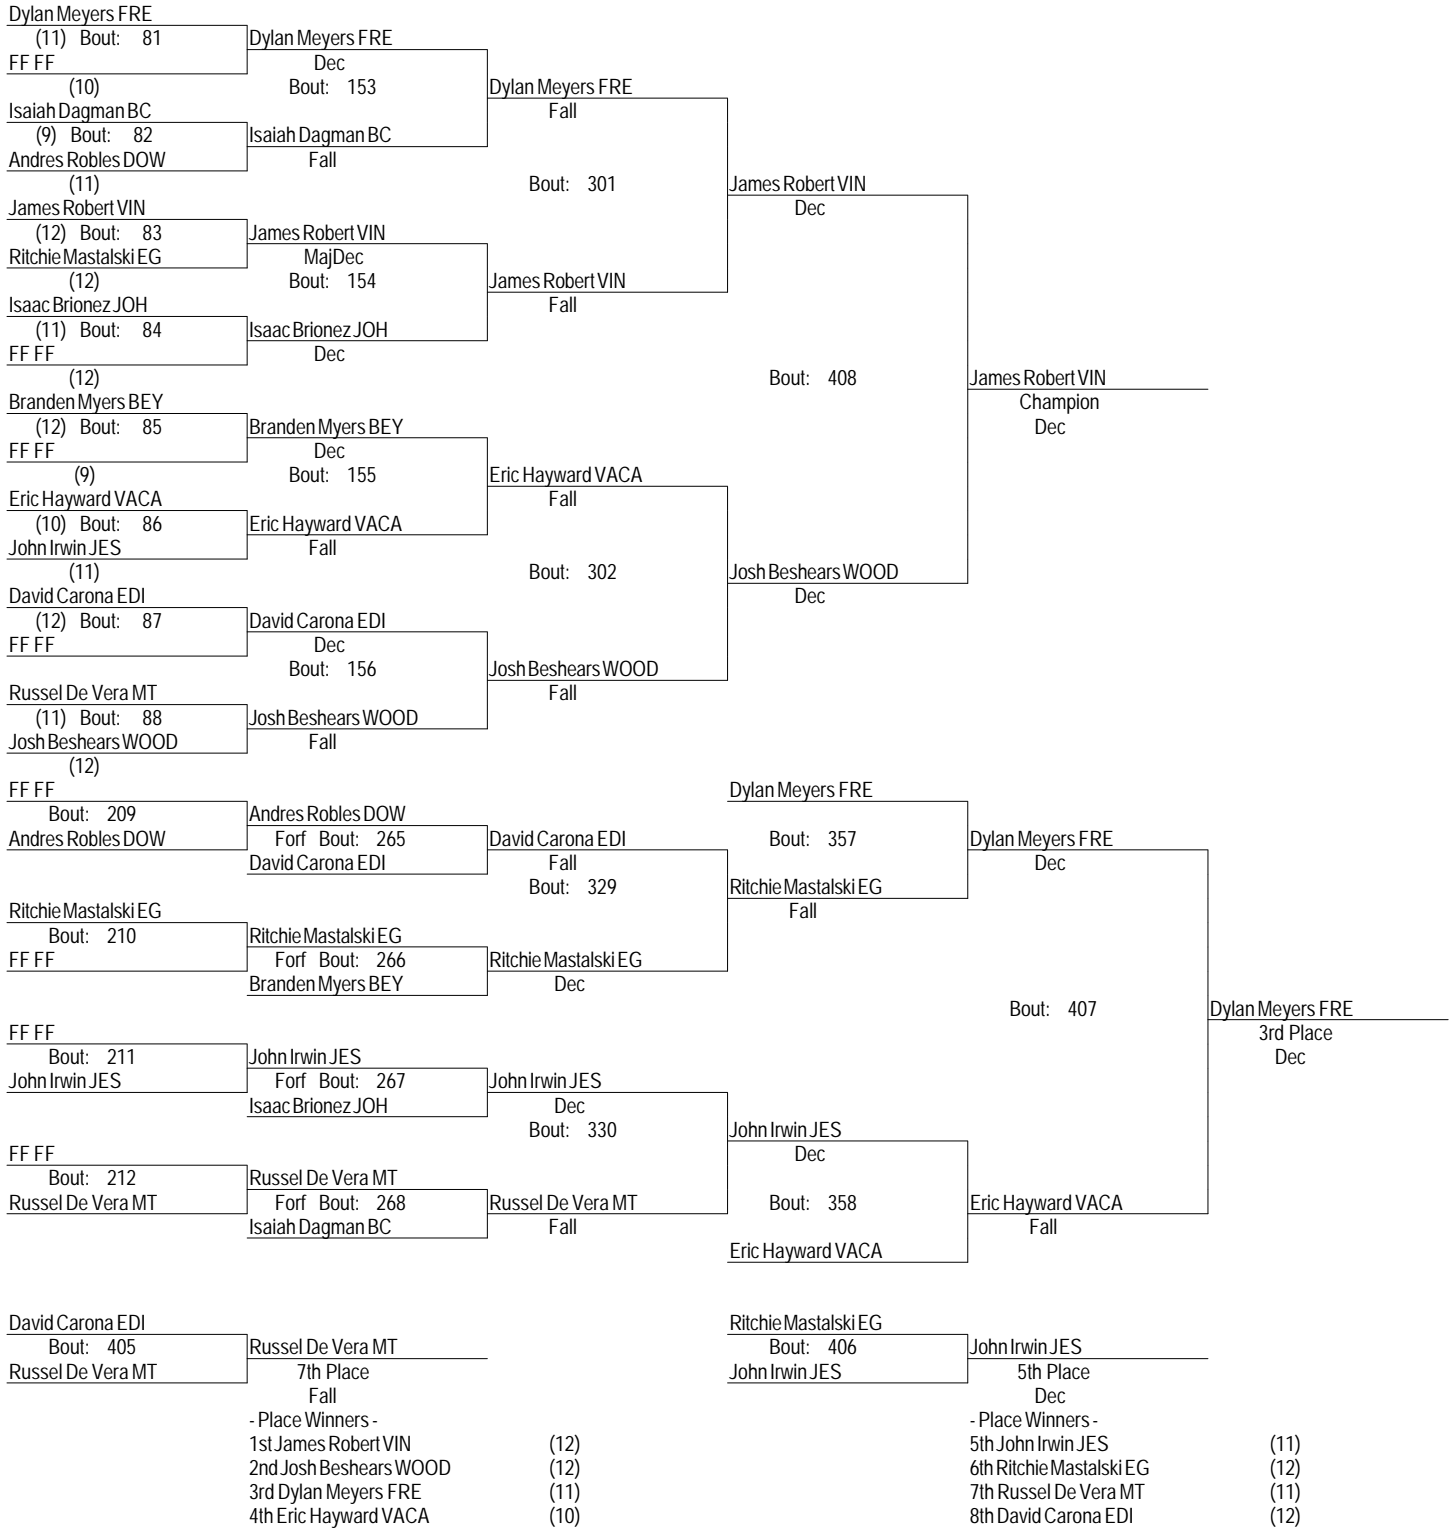 Dylan Meyers FRE
(11) Bout: 81 Dylan Meyers FRE
FF FF Dec
(10) Bout: 153 Dylan Meyers FRE
Isaiah Dagman BC Fall
(9) Bout: 82 Isaiah Dagman BC
Andres Robles DOW Fall
(11) Bout: 301 James Robert VIN
James Robert VIN Dec
(12) Bout: 83 James Robert VIN
Ritchie Mastalski EG MajDec
(12) Bout: 154 James Robert VIN
Isaac Brionez JOH Fall
(11) Bout: 84 Isaac Brionez JOH
FF FF Dec
(12) Bout: 408 James Robert VIN
Branden Myers BEY Champion
(12) Bout: 85 Branden Myers BEY Dec
FF FF Dec
(9) Bout: 155 Eric Hayward VACA
Eric Hayward VACA Fall
(10) Bout: 86 Eric Hayward VACA
John Irwin JES Fall
(11) Bout: 302 Josh Beshears WOOD
David Carona EDI Dec
(12) Bout: 87 David Carona EDI
FF FF Dec
Bout: 156 Josh Beshears WOOD
Russel De Vera MT Fall
(11) Bout: 88 Josh Beshears WOOD
Josh Beshears WOOD Fall
(12)
FF FF Dylan Meyers FRE
Bout: 209 Andres Robles DOW
Andres Robles DOW Forf Bout: 265 David Carona EDI Bout: 357 Dylan Meyers FRE
David Carona EDI Fall Dec
Bout: 329 Ritchie Mastalski EG
Ritchie Mastalski EG Fall
Bout: 210 Ritchie Mastalski EG
FF FF Forf Bout: 266 Ritchie Mastalski EG
Branden Myers BEY Dec
Bout: 407 Dylan Meyers FRE
FF FF 3rd Place
Bout: 211 John Irwin JES Dec
John Irwin JES Forf Bout: 267 John Irwin JES
Isaac Brionez JOH Dec
Bout: 330 John Irwin JES
FF FF Dec
Bout: 212 Russel De Vera MT
Russel De Vera MT Forf Bout: 268 Russel De Vera MT Bout: 358 Eric Hayward VACA
Isaiah Dagman BC Fall Fall
Eric Hayward VACA
David Carona EDI Ritchie Mastalski EG
Bout: 405 Russel De Vera MT Bout: 406 John Irwin JES
Russel De Vera MT 7th Place John Irwin JES 5th Place
Fall Dec
- Place Winners - - Place Winners -
1st James Robert VIN (12) 5th John Irwin JES (11)
2nd Josh Beshears WOOD (12) 6th Ritchie Mastalski EG (12)
3rd Dylan Meyers FRE (11) 7th Russel De Vera MT (11)
4th Eric Hayward VACA (10) 8th David Carona EDI (12)